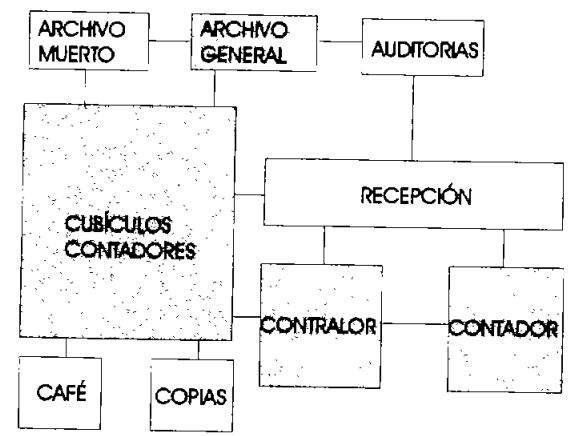 ARCHIVO
MUERTO
ARCHIVO
GENERAL
AUDITORIAS
RECEPCIÓN
CUBÍCULOS
CONTADORES
CONTRALOR
CONTADOR
CAFÉ
COPIAS